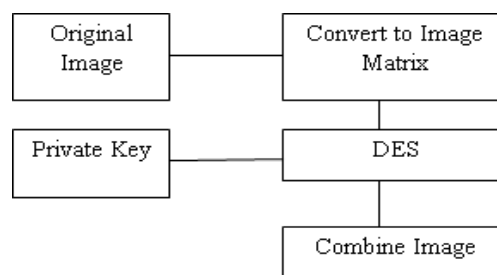 Original
Image
Convert to Image
Matrix
Private Key
DES
Combine Image